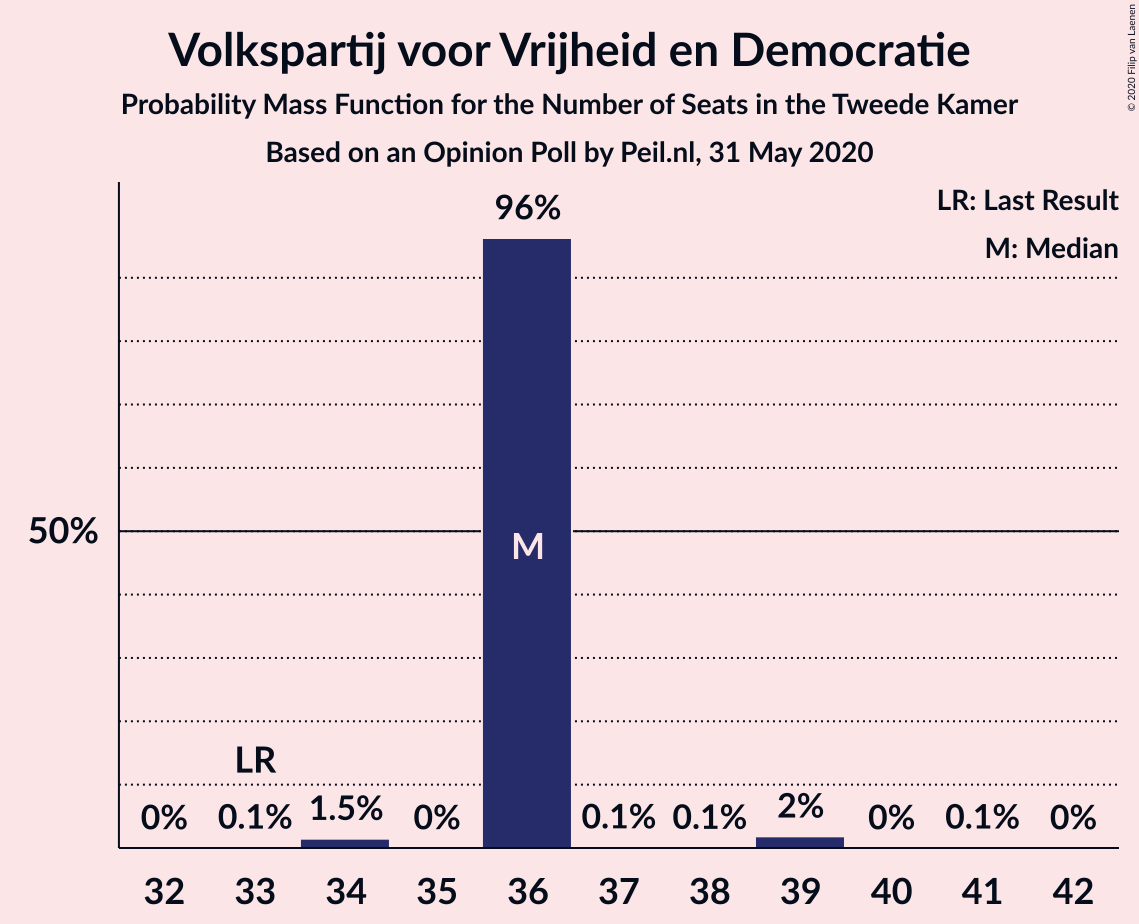 Volkspartij voor Vrijheid en Democratie
Probability Mass Function for the Number of Seats in the Tweede Kamer
Based on an Opinion Poll by Peil.nl, 31 May 2020
© 2020 Filip van Laenen
LR: Last Result
M: Median
96%
50%
M
LR
0% 0.1% 1.5% 0% 0.1% 0.1% 2% 0% 0.1% 0%
32 33 34 35 36 37 38 39 40 41 42